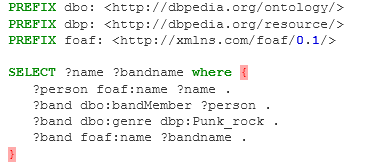 PREFIX dbo: <http://dbpedia.org/ontology/>
PREFIX dbp: <http://dbpedia.org/resource/>
PREFIX foaf: <http://xmlns.com/foaf/0.1/>
SELECT ?name ?bandname where {
?person foaf:name ?name .
?band dbo:bandMember ?person .
?band dbo:genre dbp:Punk_rock .
?band foaf:name ?bandname .
}